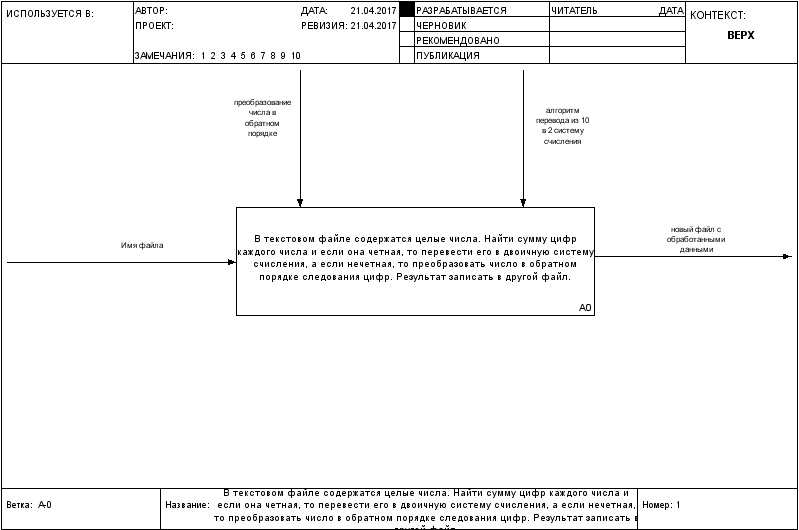 ИСПОЛЬЗУЕТСЯ В:
АВТОР:
ДАТА: 21.04.2017
ПРОЕКТ:
РЕВИЗИЯ: 21.04.2017
ЗАМЕЧАНИЯ: 1 2 3 4 5 6 7 8 9 10
РАЗРАБАТЫВАЕТСЯ
ЧЕРНОВИК
РЕКОМЕНДОВАНО
ПУБЛИКАЦИЯ
ЧИТАТЕЛЬ
ДАТА
КОНТЕКСТ:
ВЕРХ
преобразование
числа в
обратном
порядке
алгоритм
перевода из 10
в 2 систему
счисления
Имя файла
В текстовом файле содержатся целые числа. Найти сумму цифр
каждого числа и если она четная, то перевести его в двоичную систему
счисления, а если нечетная, то преобразовать число в обратном
порядке следования цифр. Результат записать в другой файл.
A0
новый файл с
обработанными
данными
Ветка: A-0
Название:
В текстовом файле содержатся целые числа. Найти сумму цифр каждого числа и
если она четная, то перевести его в двоичную систему счисления, а если нечетная,
то преобразовать число в обратном порядке следования цифр. Результат записать в
другой файл.
Номер: 1